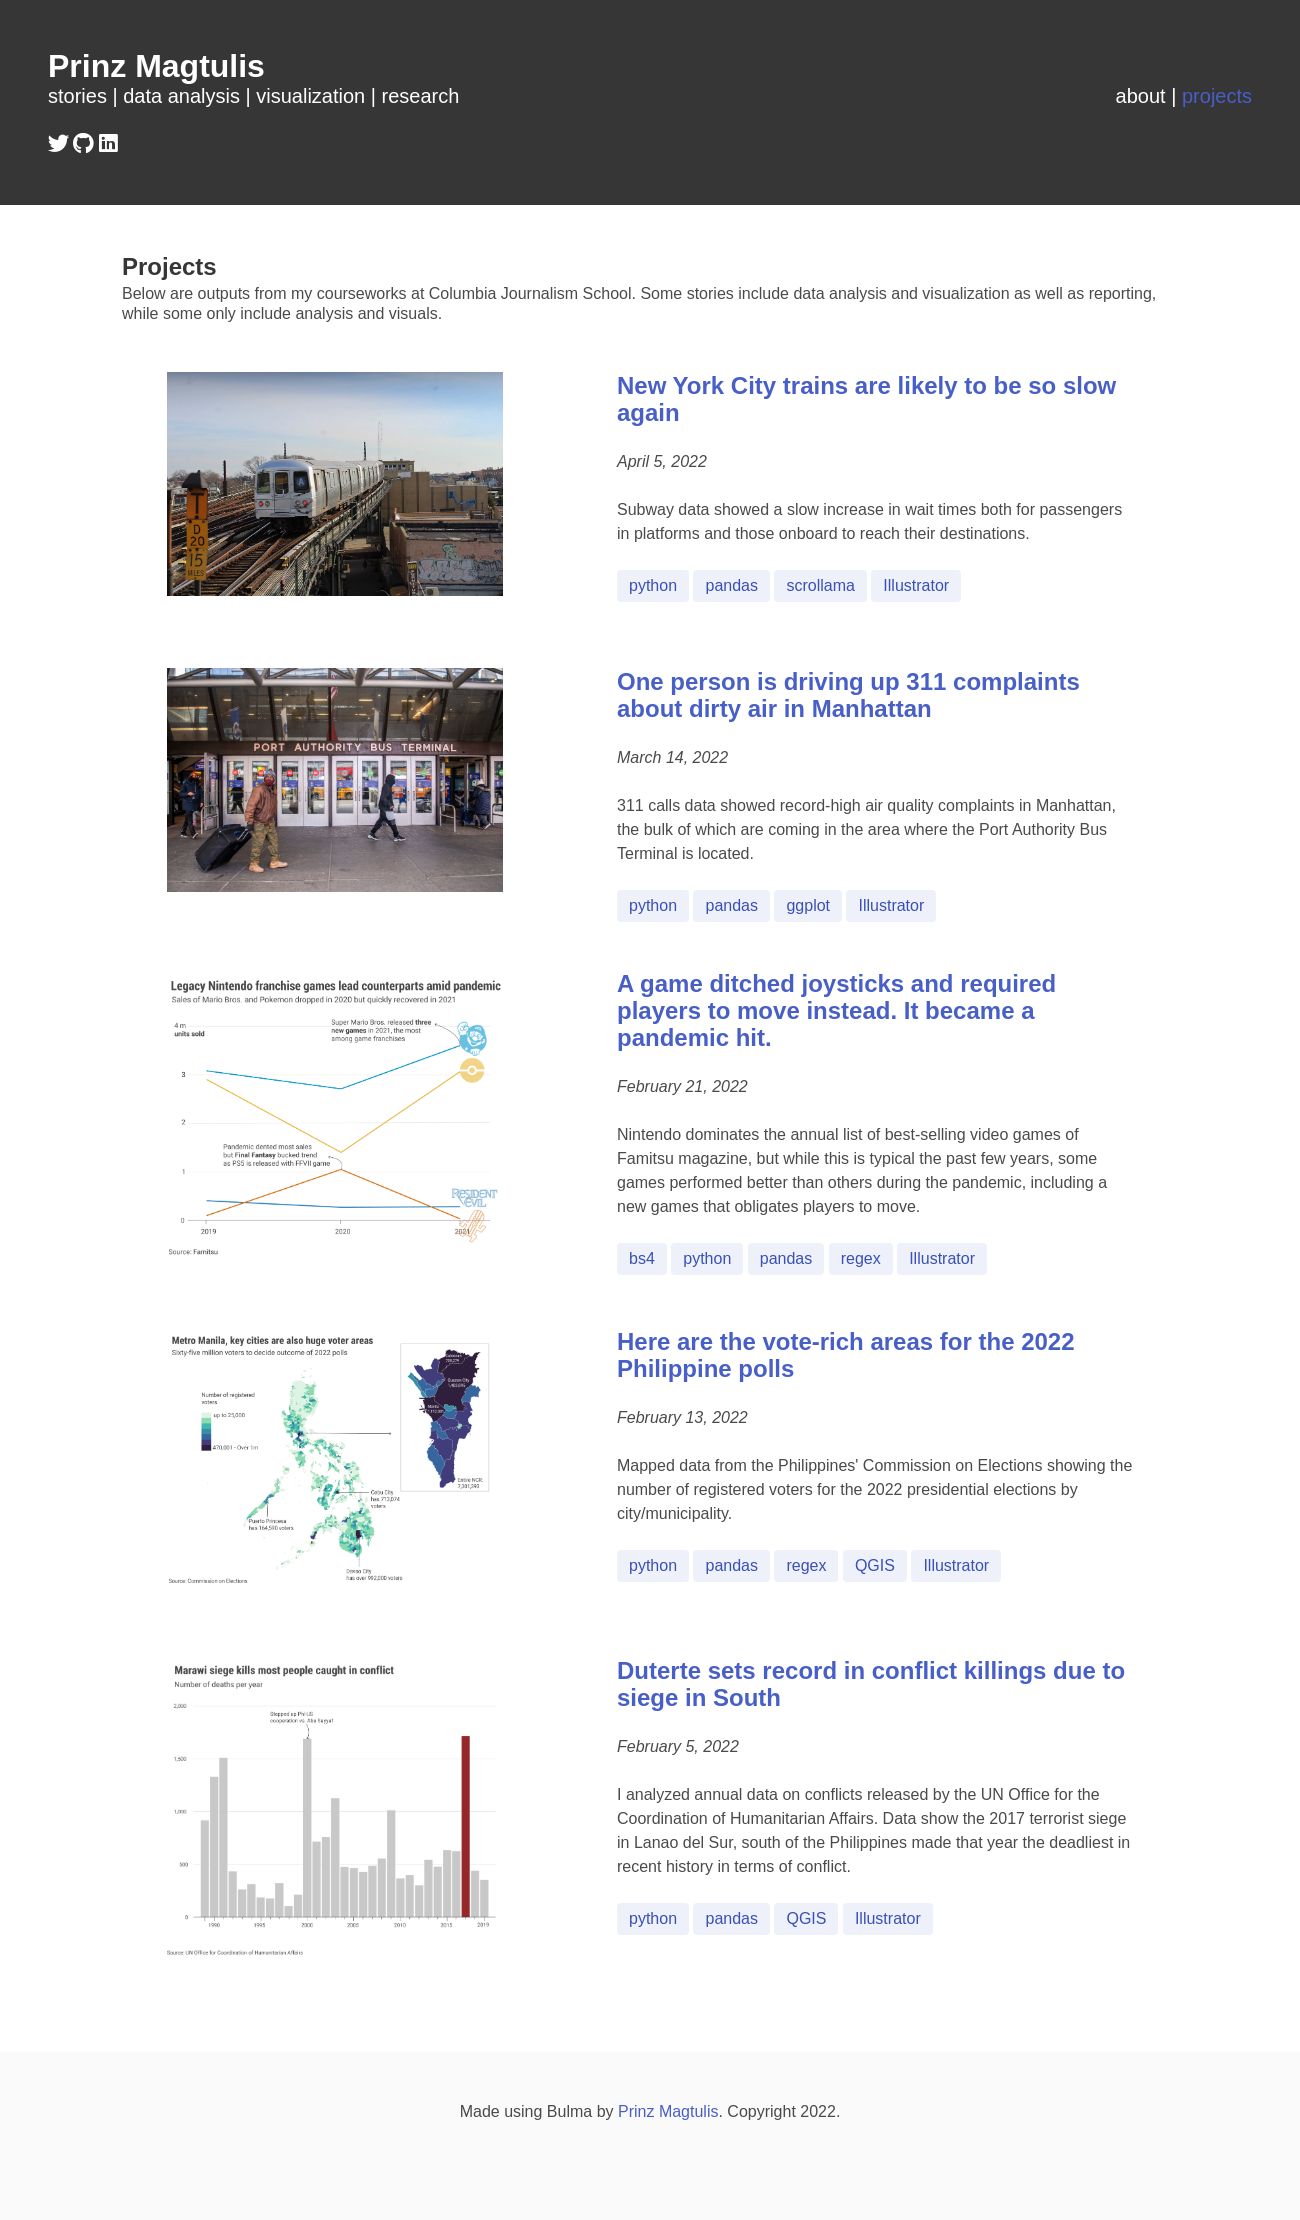 Prinz Magtulis
stories | data analysis | visualization | research
about | projects
Projects
Below are outputs from my courseworks at Columbia Journalism School. Some stories include data analysis and visualization as well as reporting,
while some only include analysis and visuals.
T
D
20
15
MILES
A
New York City trains are likely to be so slow
again
April 5, 2022
Subway data showed a slow increase in wait times both for passengers
in platforms and those onboard to reach their destinations.
python pandas scrollama Illustrator
PORT AUTHORITY BUS TERMINAL
One person is driving up 311 complaints
about dirty air in Manhattan
March 14, 2022
311 calls data showed record-high air quality complaints in Manhattan,
the bulk of which are coming in the area where the Port Authority Bus
Terminal is located.
python pandas ggplot Illustrator
Legacy Nintendo franchise games lead counterparts amid pandemic
Sales of Mario Bros. and Pokemon dropped in 2020 but quickly recovered in 2021
4 m
units sold
Super Mario Bros. released three
new games in 2021, the most
among game franchises
3
2
Pandemic dented most sales
but Final Fantasy bucked trend
as PS5 is released with FFVII game
1
RESIDENT
EVIL
0
2019 2020 2021
Source: Famitsu
A game ditched joysticks and required
players to move instead. It became a
pandemic hit.
February 21, 2022
Nintendo dominates the annual list of best-selling video games of
Famitsu magazine, but while this is typical the past few years, some
games performed better than others during the pandemic, including a
new games that obligates players to move.
bs4 python pandas regex Illustrator
Metro Manila, key cities are also huge voter areas
Sixty-five million voters to decide outcome of 2022 polls
Number of registered
voters
up to 25,000
470,001 - Over 1m
Quezon City
Manila
Entire NCR:
7,301,393
Cebu City
has 713,074
voters
Puerto Princesa
has 164,590 voters
Davao City
has over 992,000 voters
Source: Commission on Elections
Here are the vote-rich areas for the 2022
Philippine polls
February 13, 2022
Mapped data from the Philippines' Commission on Elections showing the
number of registered voters for the 2022 presidential elections by
city/municipality.
python pandas regex QGIS Illustrator
Marawi siege kills most people caught in conflict
Number of deaths per year
2,000
Stepped up Phl-US
cooperation vs. Abu Sayyaf
1,500
1,000
500
0
1990 1995 2000 2005 2010 2015 2019
Source: UN Office for Coordination of Humanitarian Affairs
Duterte sets record in conflict killings due to
siege in South
February 5, 2022
I analyzed annual data on conflicts released by the UN Office for the
Coordination of Humanitarian Affairs. Data show the 2017 terrorist siege
in Lanao del Sur, south of the Philippines made that year the deadliest in
recent history in terms of conflict.
python pandas QGIS Illustrator
Made using Bulma by Prinz Magtulis. Copyright 2022.